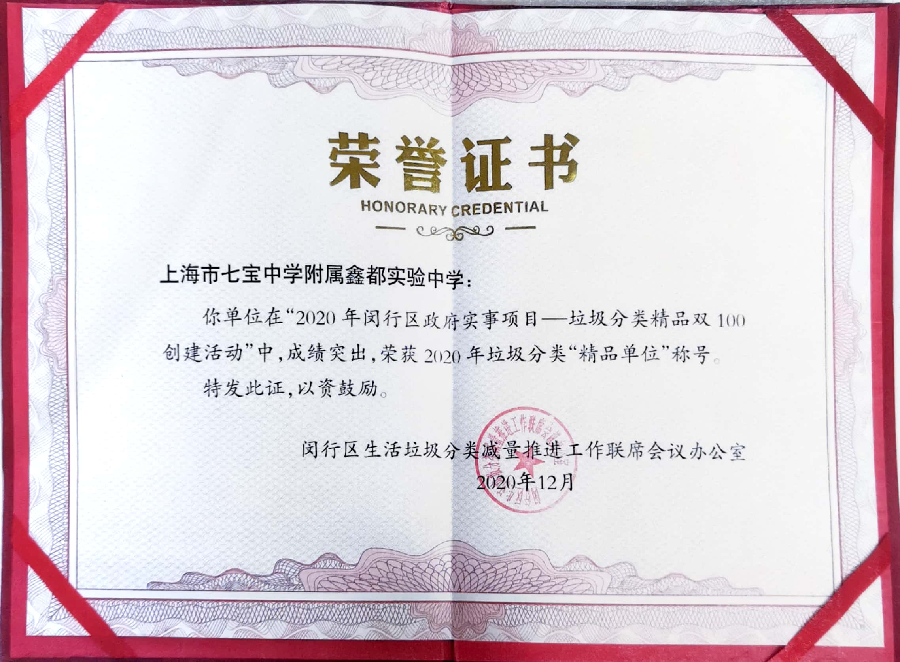 荣誉证书
HONORARY CREDENTIAL
上海市七宝中学附属鑫都实验中学：
你单位在“2020年闵行区政府实事项目—垃圾分类精品双100
创建活动”中，成绩突出，荣获2020年垃圾分类“精品单位”称号。
特发此证，以资鼓励。
闵行区生活垃圾分类减量推进工作联席会议办公室
2020年12月